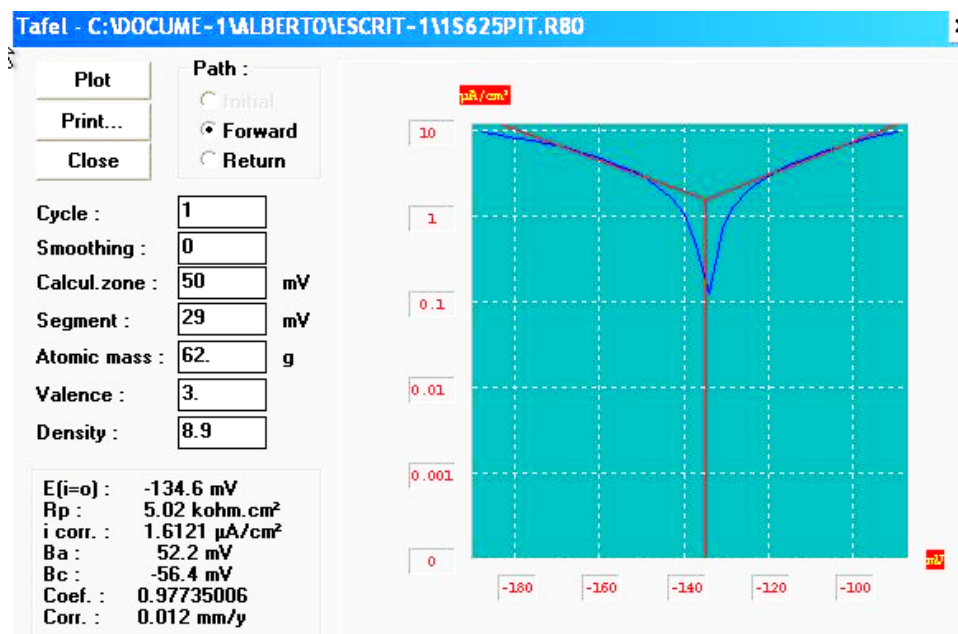 Tafel - C:\DOCUME~1\ALBERTO\ESCRIT~1\1S625PIT.R80
Plot
Print...
Close
Path :
Initial
Forward
Return
Cycle : 1
Smoothing : 0
Calcul.zone : 50 mV
Segment : 29 mV
Atomic mass : 62. g
Valence : 3.
Density : 8.9
E(i=o) : -134.6 mV
Rp : 5.02 kohm.cm²
i corr. : 1.6121 µA/cm²
Ba : 52.2 mV
Bc : -56.4 mV
Coef. : 0.97735006
Corr. : 0.012 mm/y
µA/cm²
10
1
0.1
0.01
0.001
0
mV
-180 -160 -140 -120 -100